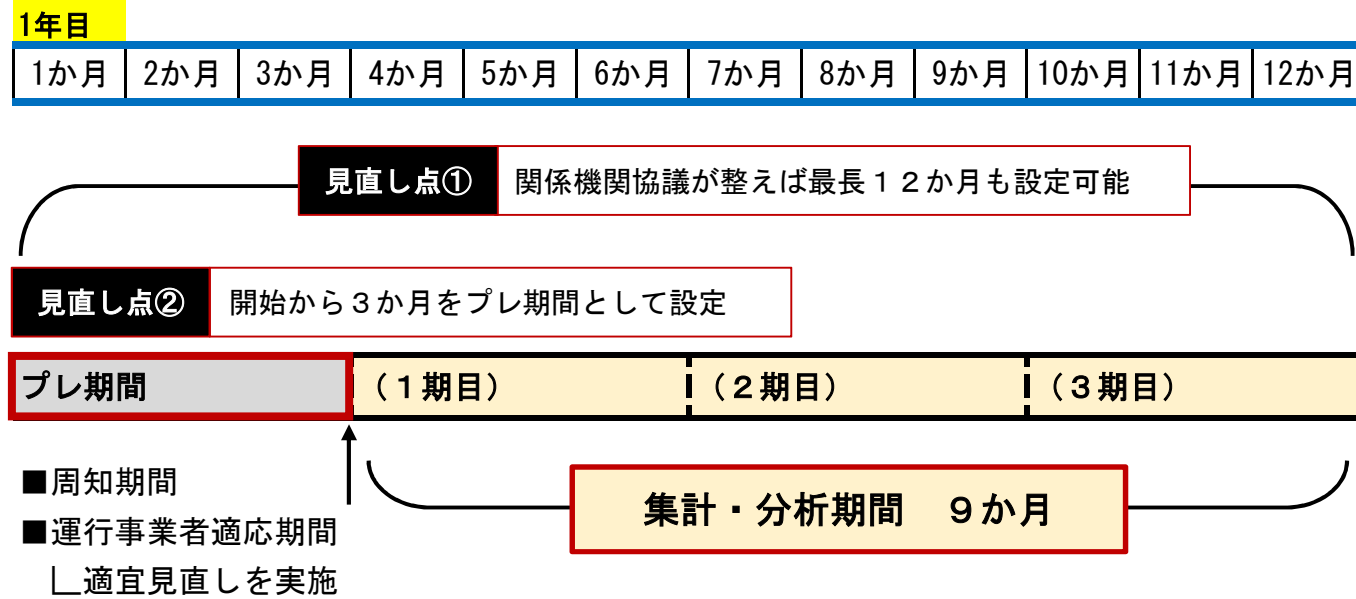 1年目
1か月 2か月 3か月 4か月 5か月 6か月 7か月 8か月 9か月 10か月 11か月 12か月
見直し点① 関係機関協議が整えば最長１２か月も設定可能
見直し点② 開始から３か月をプレ期間として設定
プレ期間 （１期目） （２期目） （３期目）
■周知期間
■運行事業者適応期間
∟適宜見直しを実施
集計・分析期間　９か月